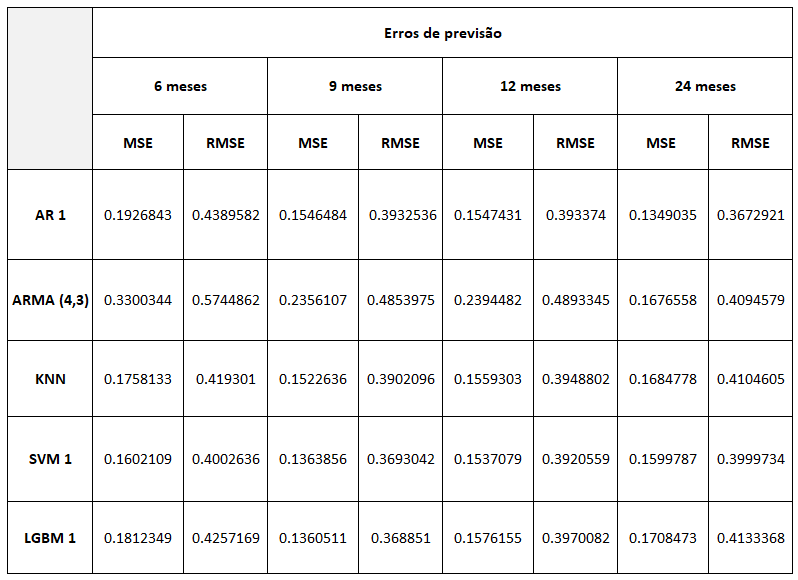 Erros de previsão
6 meses 9 meses 12 meses 24 meses
MSE RMSE MSE RMSE MSE RMSE MSE RMSE
AR 1 0.1926843 0.4389582 0.1546484 0.3932536 0.1547431 0.393374 0.1349035 0.3672921
ARMA (4,3) 0.3300344 0.5744862 0.2356107 0.4853975 0.2394482 0.4893345 0.1676558 0.4094579
KNN 0.1758133 0.419301 0.1522636 0.3902096 0.1559303 0.3948802 0.1684778 0.4104605
SVM 1 0.1602109 0.4002636 0.1363856 0.3693042 0.1537079 0.3920559 0.1599787 0.3999734
LGBM 1 0.1812349 0.4257169 0.1360511 0.368851 0.1576155 0.3970082 0.1708473 0.4133368